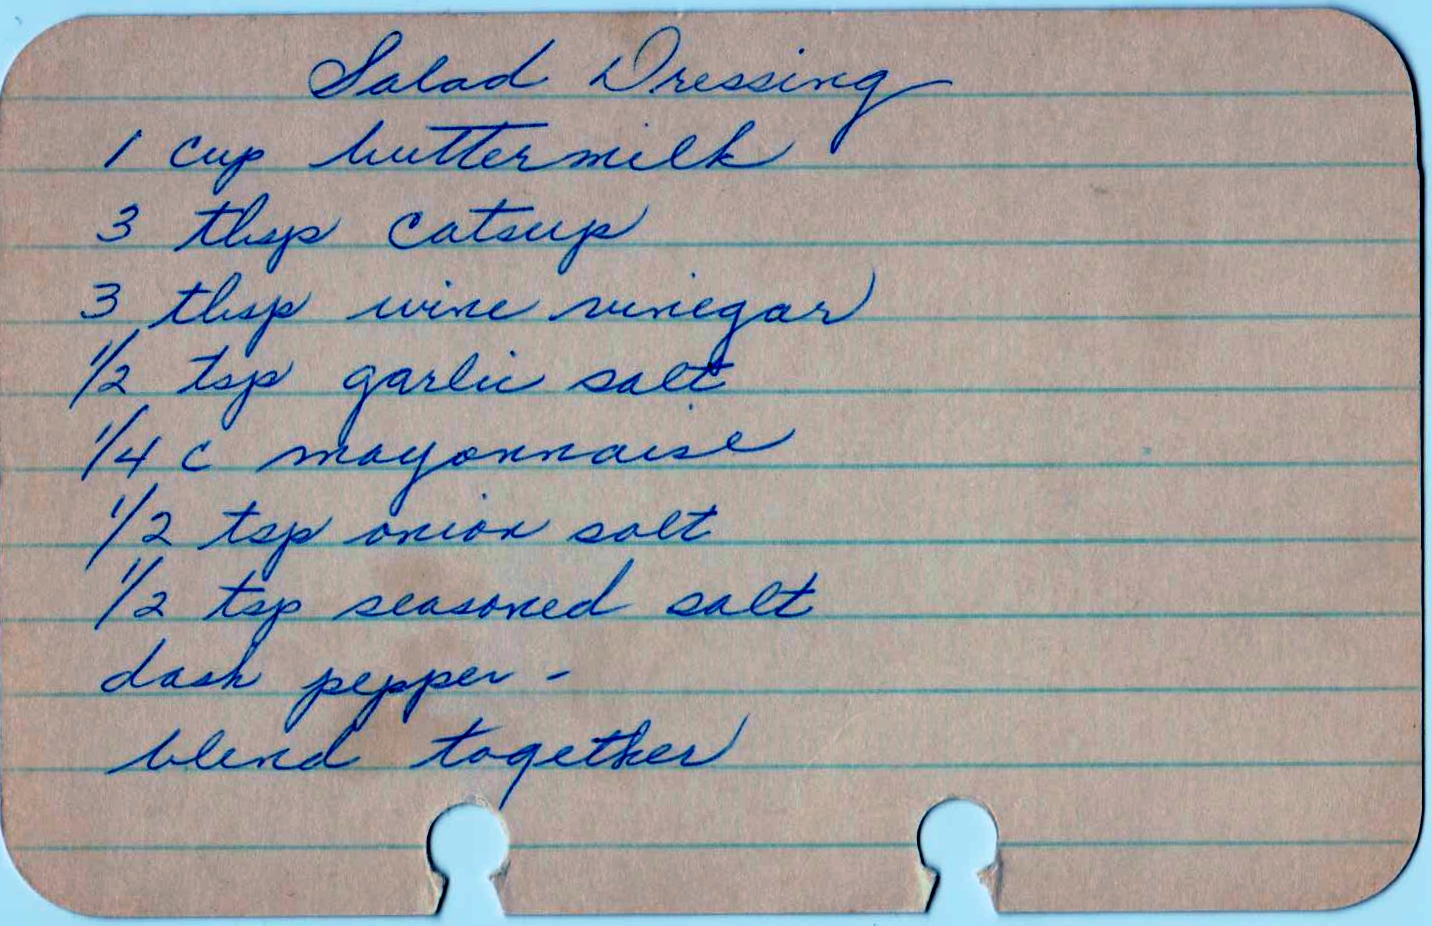 Salad Dressing
1 cup buttermilk
3 tbsp catsup
3 tbsp wine vinegar
1/2 tsp garlic salt
1/4 c mayonnaise
1/2 tsp onion salt
1/2 tsp seasoned salt
dash pepper -
blend together